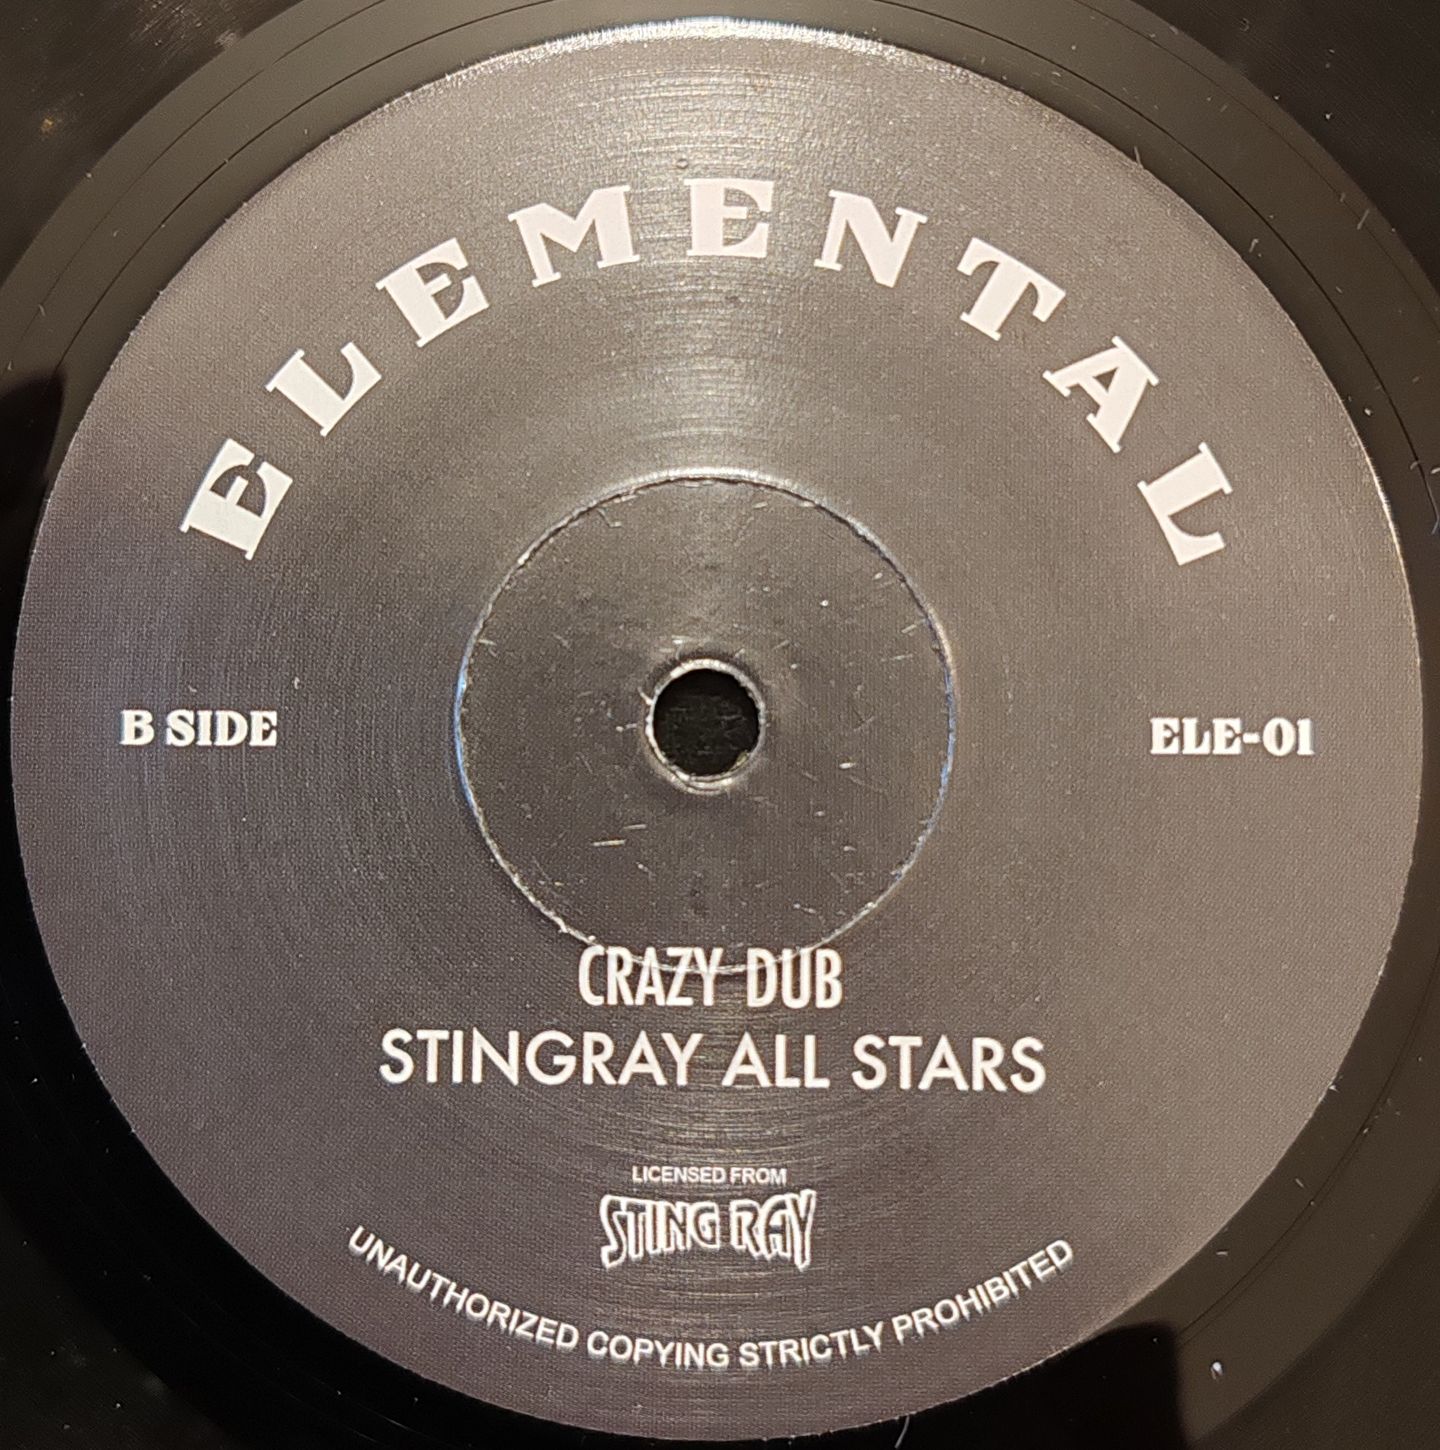 ELEMENTAL
B SIDE
ELE-01
CRAZY DUB
STINGRAY ALL STARS
LICENSED FROM
STING RAY
UNAUTHORIZED COPYING STRICTLY PROHIBITED